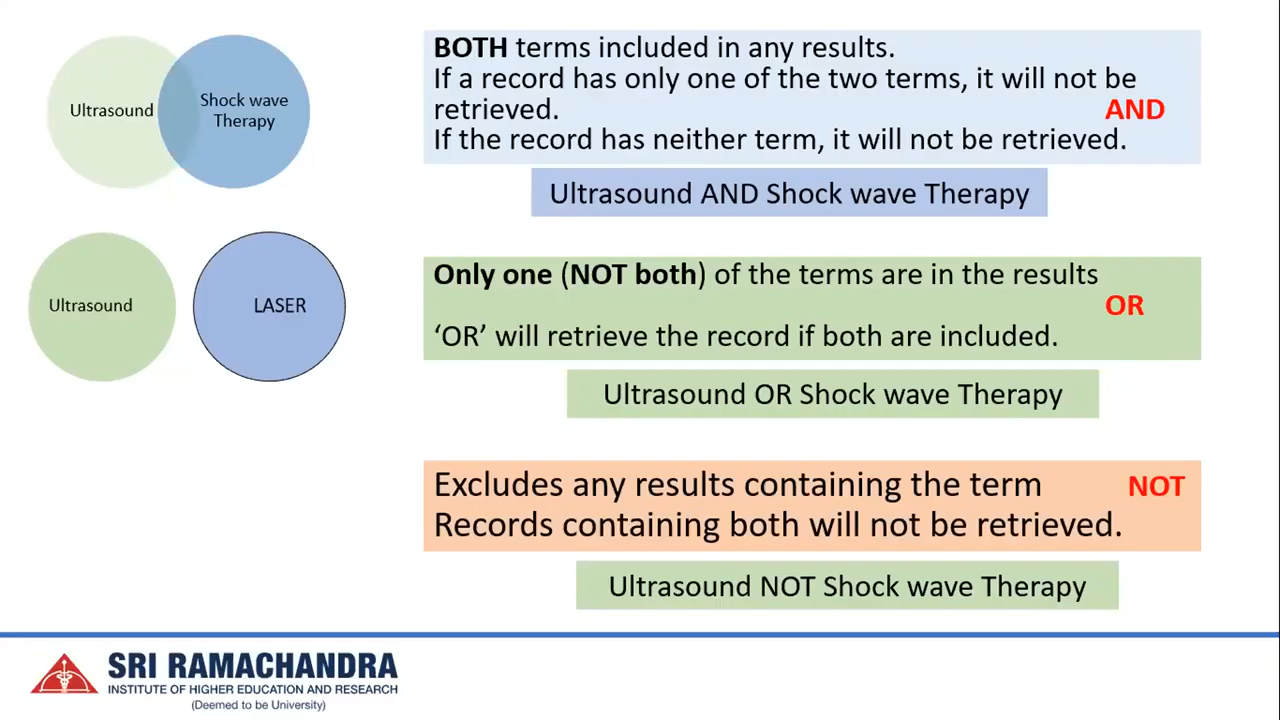 Ultrasound
Shock wave
Therapy
BOTH terms included in any results.
If a record has only one of the two terms, it will not be
retrieved.
AND
If the record has neither term, it will not be retrieved.
Ultrasound AND Shock wave Therapy
Ultrasound
LASER
Only one (NOT both) of the terms are in the results
OR
‘OR’ will retrieve the record if both are included.
Ultrasound OR Shock wave Therapy
Excludes any results containing the term
NOT
Records containing both will not be retrieved.
Ultrasound NOT Shock wave Therapy
SRI RAMACHANDRA
INSTITUTE OF HIGHER EDUCATION AND RESEARCH
(Deemed to be University)